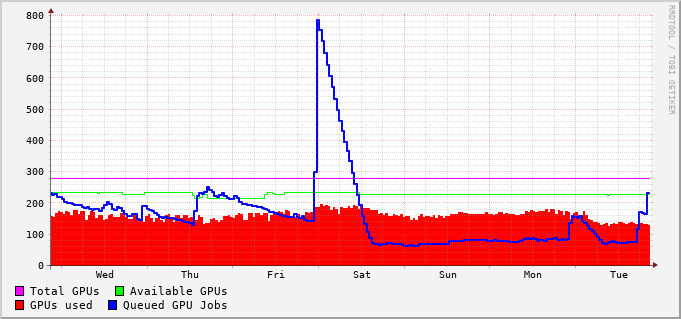 RRDTOOL / TOBI OETIKER
800
700
600
500
400
300
200
100
0
Wed Thu Fri Sat Sun Mon Tue
Total GPUs Available GPUs
GPUs used Queued GPU Jobs